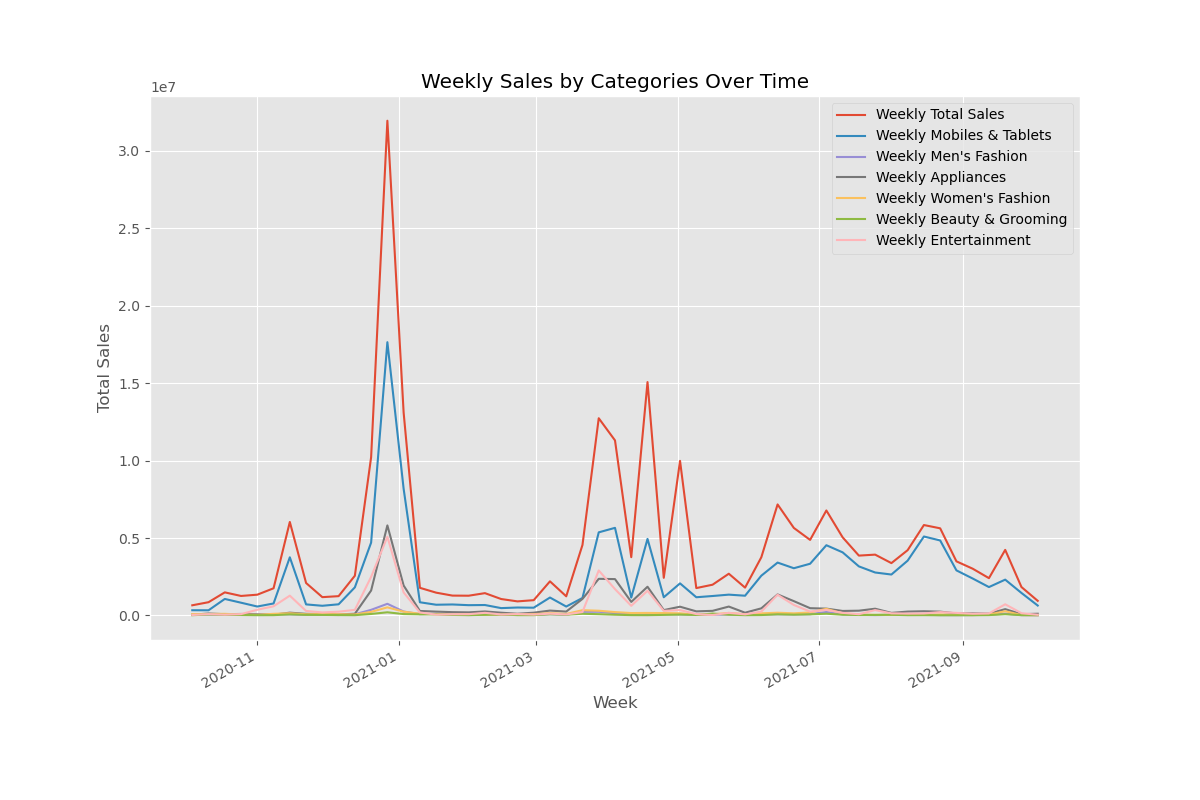 Weekly Sales by Categories Over Time
1e7
Weekly Total Sales
Weekly Mobiles & Tablets
Weekly Men's Fashion
Weekly Appliances
Weekly Women's Fashion
Weekly Beauty & Grooming
Weekly Entertainment
3.0
2.5
2.0
1.5
1.0
0.5
0.0
Total Sales
2020-11
2021-01
2021-03
2021-05
2021-07
2021-09
Week